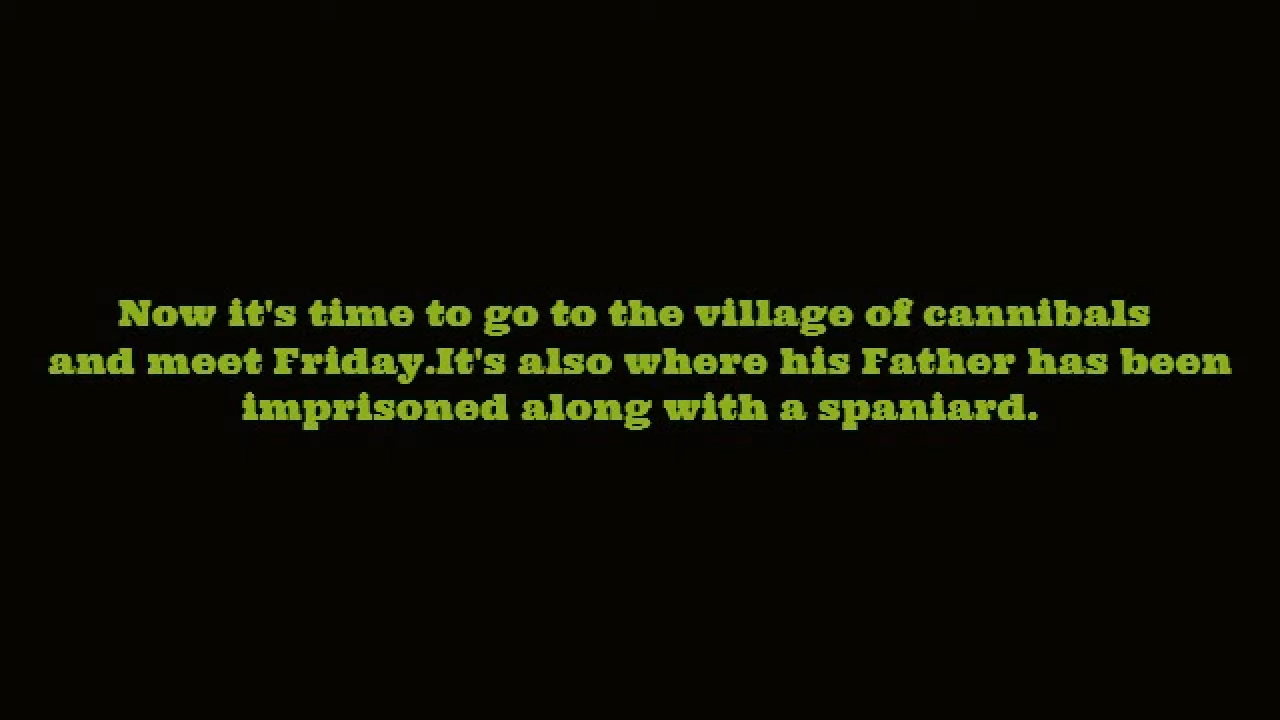 Now it's time to go to the village of cannibals
and meet Friday.It's also where his Father has been
imprisoned along with a spaniard.